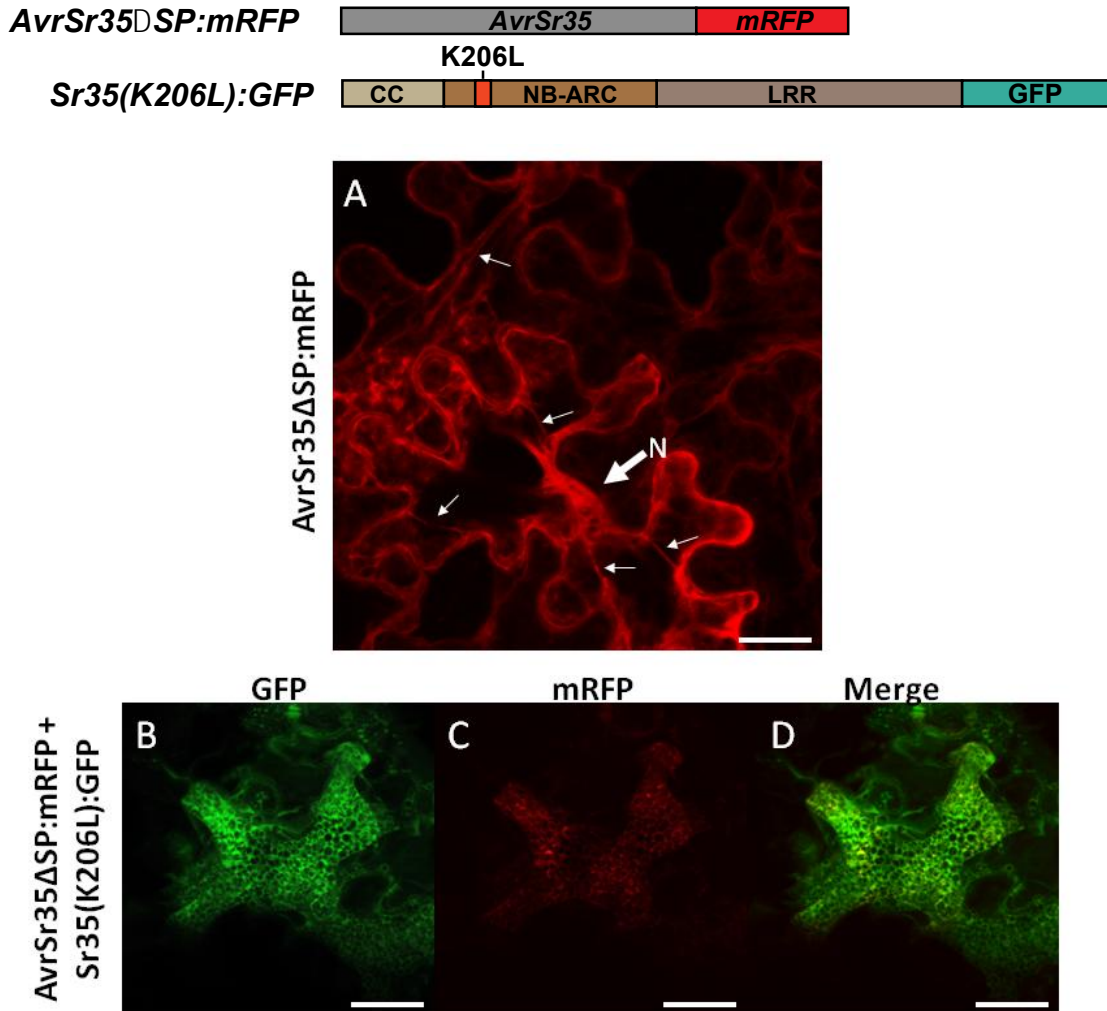 AvrSr35DSP:mRFP
AvrSr35 mRFP
K206L
Sr35(K206L):GFP
CC NB-ARC LRR GFP
A
AvrSr35ΔSP:mRFP
N
GFP mRFP Merge
B C D
AvrSr35ΔSP:mRFP +
Sr35(K206L):GFP